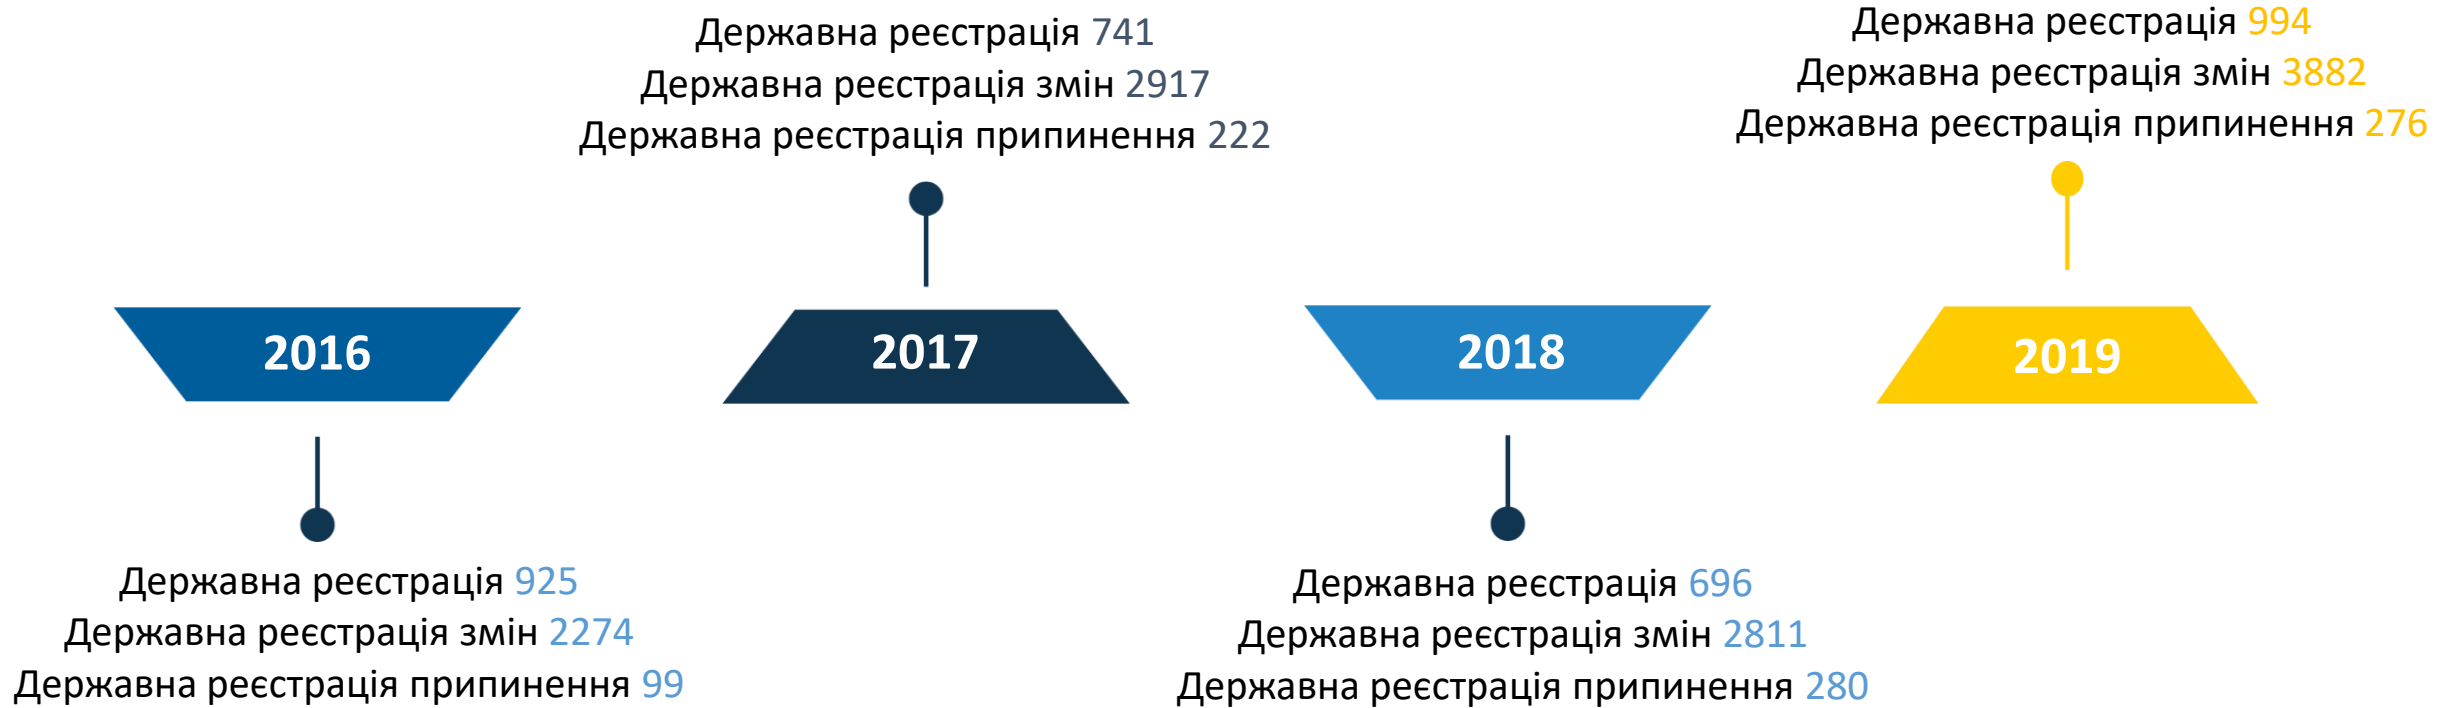 2016
Державна реєстрація 925
Державна реєстрація змін 2274
Державна реєстрація припинення 99
Державна реєстрація 741
Державна реєстрація змін 2917
Державна реєстрація припинення 222
2017
2018
Державна реєстрація 696
Державна реєстрація змін 2811
Державна реєстрація припинення 280
Державна реєстрація 994
Державна реєстрація змін 3882
Державна реєстрація припинення 276
2019